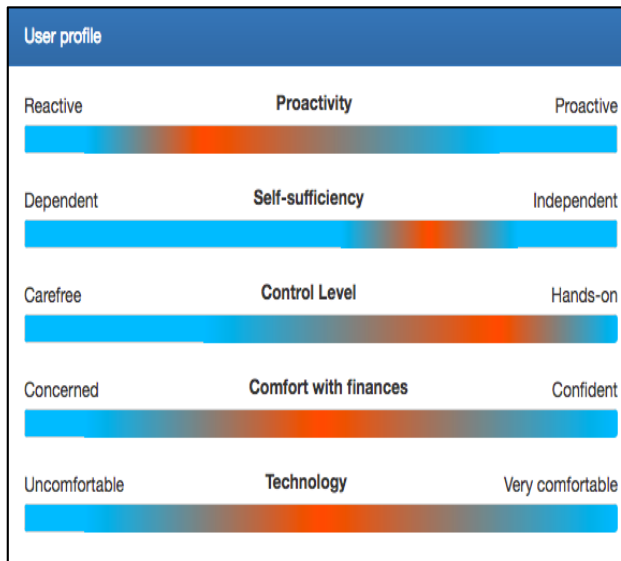 User profile
Reactive Proactivity Proactive
Dependent Self-sufficiency Independent
Carefree Control Level Hands-on
Concerned Comfort with finances Confident
Uncomfortable Technology Very comfortable